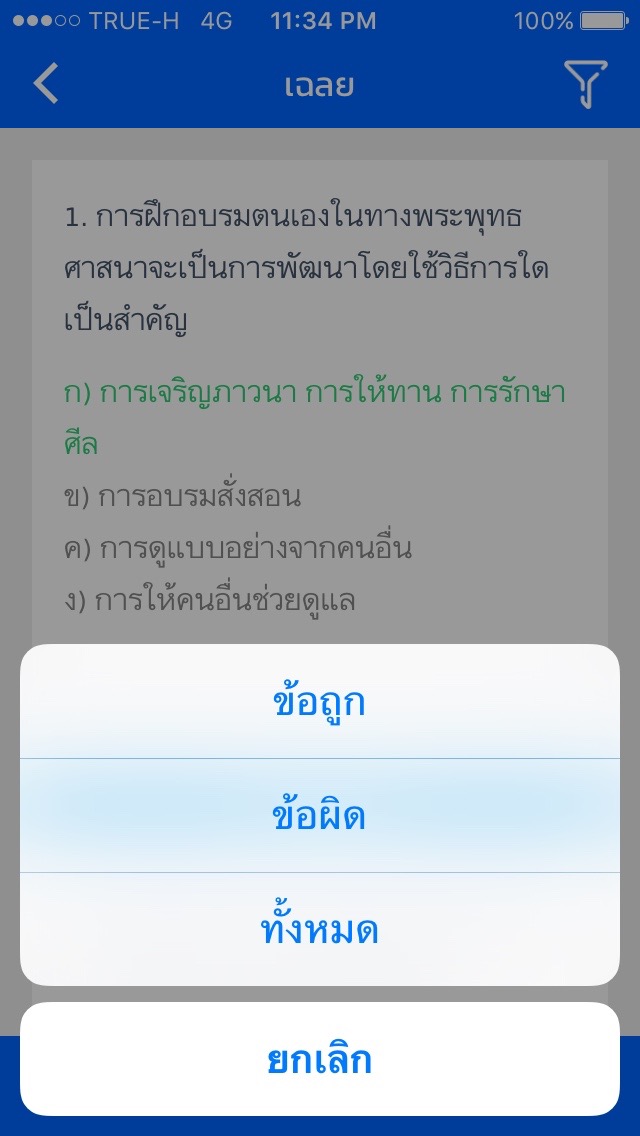 TRUE-H 4G 11:34 PM 100%
เฉลย
1. การฝึกอบรมตนเองในทางพระพุทธ
ศาสนาจะเป็นการพัฒนาโดยใช้วิธีการใด
เป็นสำคัญ
ก) การเจริญภาวนา การให้ทาน การรักษา
ศีล
ข) การอบรมสั่งสอน
ค) การดูแบบอย่างจากคนอื่น
ง) การให้คนอื่นช่วยดูแล
ข้อถูก
ข้อผิด
ทั้งหมด
ยกเลิก